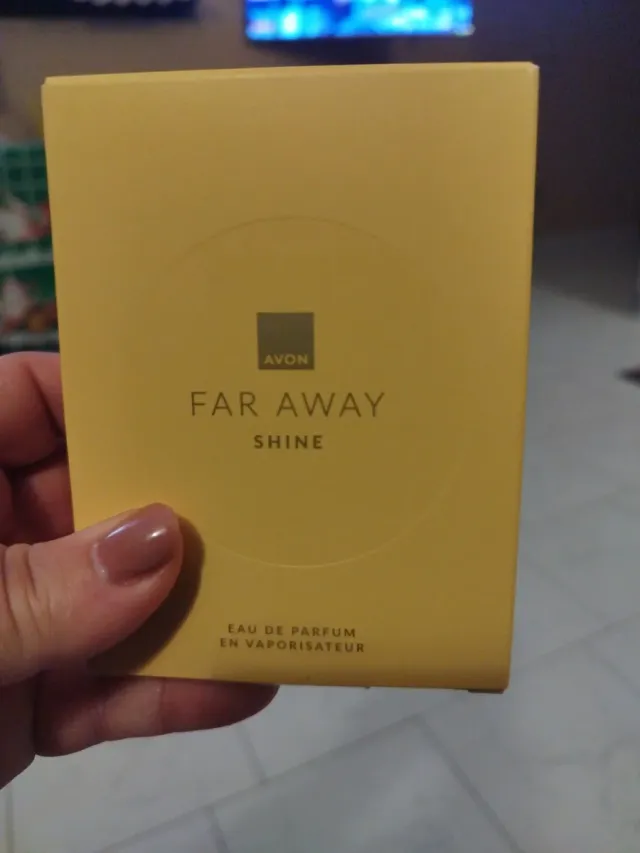 AVON
FAR AWAY
SHINE
EAU DE PARFUM
EN VAPORISATEUR